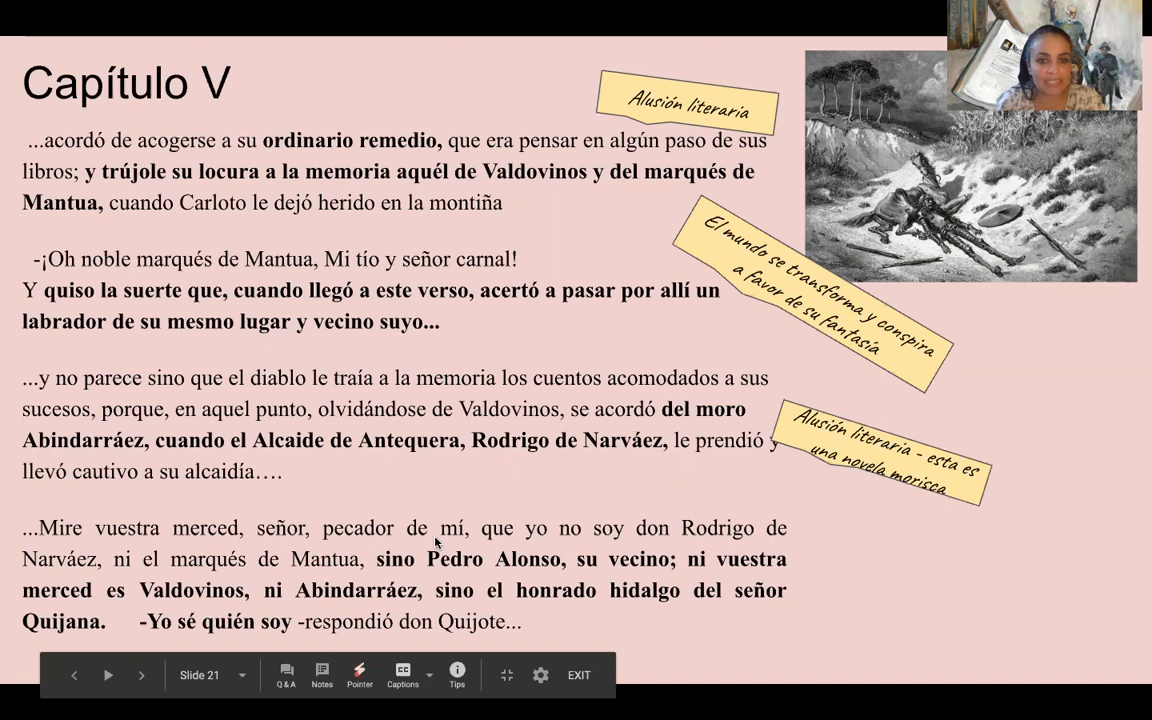 Capítulo V
Alusión literaria
...acordó de acogerse a su ordinario remedio, que era pensar en algún paso de sus
libros; y trújole su locura a la memoria aquél de Valdovinos y del marqués de
Mantua, cuando Carloto le dejó herido en la montiña
El mundo se transforma y conspira
a favor de su fantasía
-¡Oh noble marqués de Mantua, Mi tío y señor carnal!
Y quiso la suerte que, cuando llegó a este verso, acertó a pasar por allí un
labrador de su mesmo lugar y vecino suyo...
...y no parece sino que el diablo le traía a la memoria los cuentos acomodados a sus
sucesos, porque, en aquel punto, olvidándose de Valdovinos, se acordó del moro
Abindarráez, cuando el Alcaide de Antequera, Rodrigo de Narváez, le prendió y
llevó cautivo a su alcaidía….
Alusión literaria - esta es
una novela morisca
...Mire vuestra merced, señor, pecador de mí, que yo no soy don Rodrigo de
Narváez, ni el marqués de Mantua, sino Pedro Alonso, su vecino; ni vuestra
merced es Valdovinos, ni Abindarráez, sino el honrado hidalgo del señor
Quijana. -Yo sé quién soy -respondió don Quijote...
Slide 21
Q & A
Notes
Pointer
Captions
Tips
EXIT